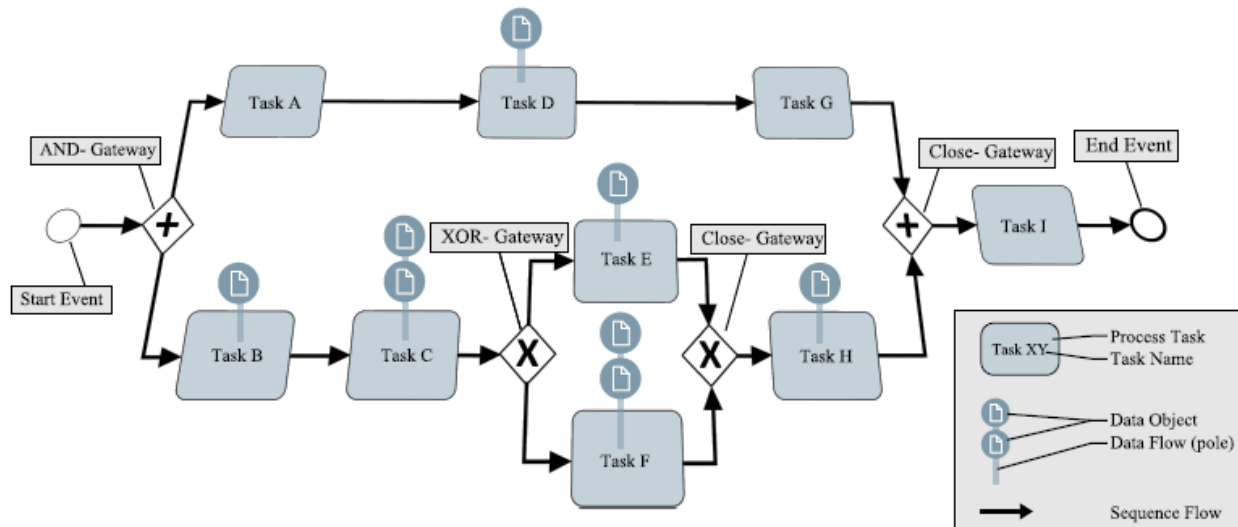 Task A
Task D
Task G
AND- Gateway
Close- Gateway
End Event
XOR- Gateway
Close- Gateway
Task E
Task I
Start Event
Task B
Task C
Task H
Task F
Task XY
Process Task
Task Name
Data Object
Data Flow (pole)
Sequence Flow